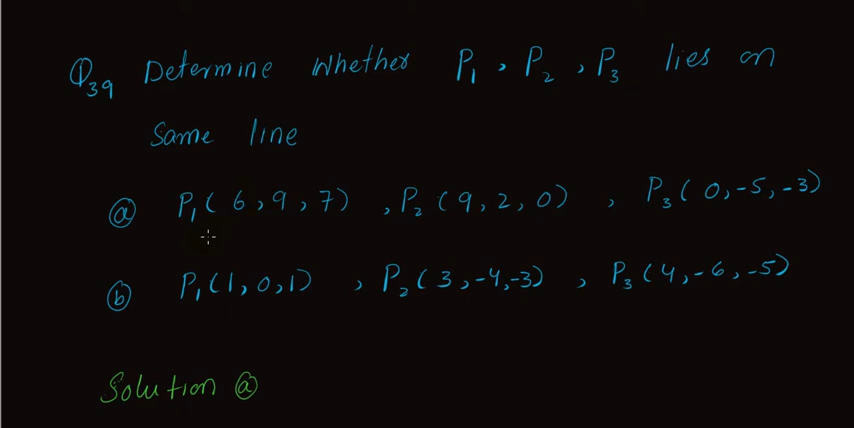 Q39 Determine Whether P1, P2, P3 lies on
Same line
ⓐ P1(6, 9, 7), P2(9, 2, 0), P3(0, -5, -3)
ⓑ P1(1, 0, 1), P2(3, -4, -3), P3(4, -6, -5)
Solution ⓐ